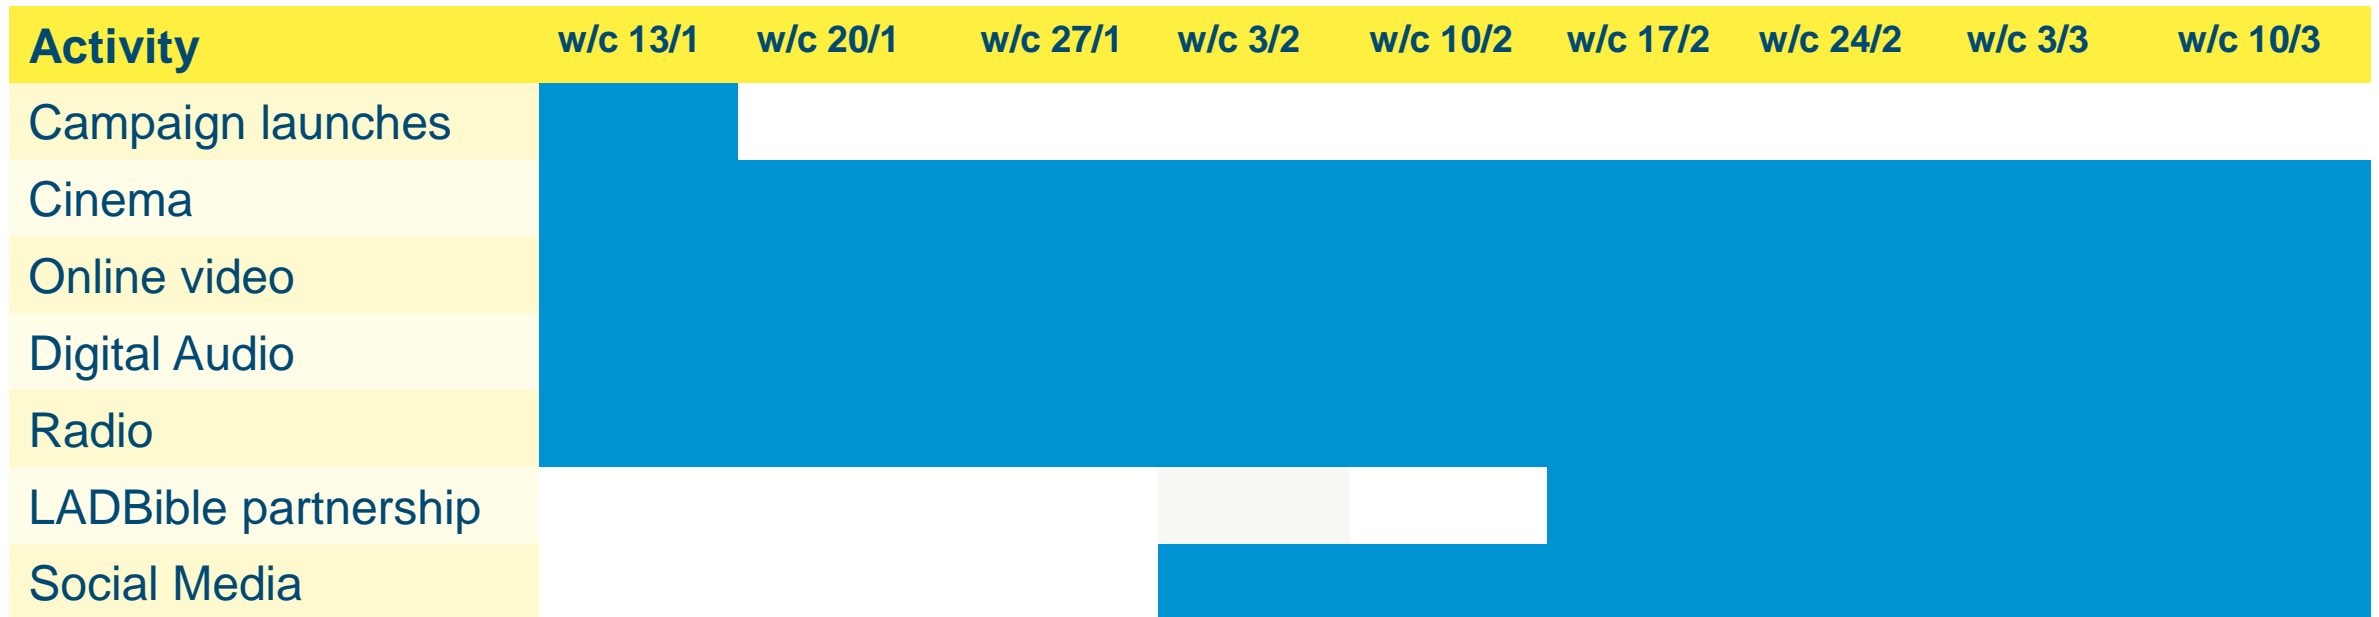 Activity w/c 13/1 w/c 20/1 w/c 27/1 w/c 3/2 w/c 10/2 w/c 17/2 w/c 24/2 w/c 3/3 w/c 10/3
Campaign launches
Cinema
Online video
Digital Audio
Radio
LADBible partnership
Social Media